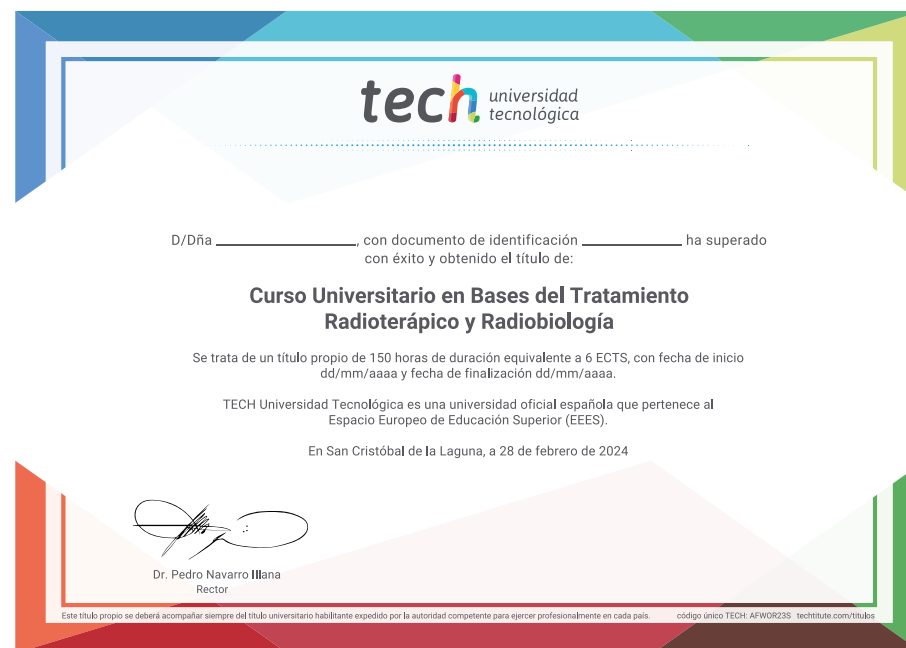 tech universidad
tecnológica
D/Dña ____________, con documento de identificación ____________ ha superado
con éxito y obtenido el título de:
Curso Universitario en Bases del Tratamiento
Radioterápico y Radiobiología
Se trata de un título propio de 150 horas de duración equivalente a 6 ECTS, con fecha de inicio
dd/mm/aaaa y fecha de finalización dd/mm/aaaa.
TECH Universidad Tecnológica es una universidad oficial española que pertenece al
Espacio Europeo de Educación Superior (EEES).
En San Cristóbal de la Laguna, a 28 de febrero de 2024
Dr. Pedro Navarro Illana
Rector
Este título propio se deberá acompañar siempre del título universitario habilitante expedido por la autoridad competente para ejercer profesionalmente en cada país. código único TECH: AFWOR23S techtitute.com/titulos